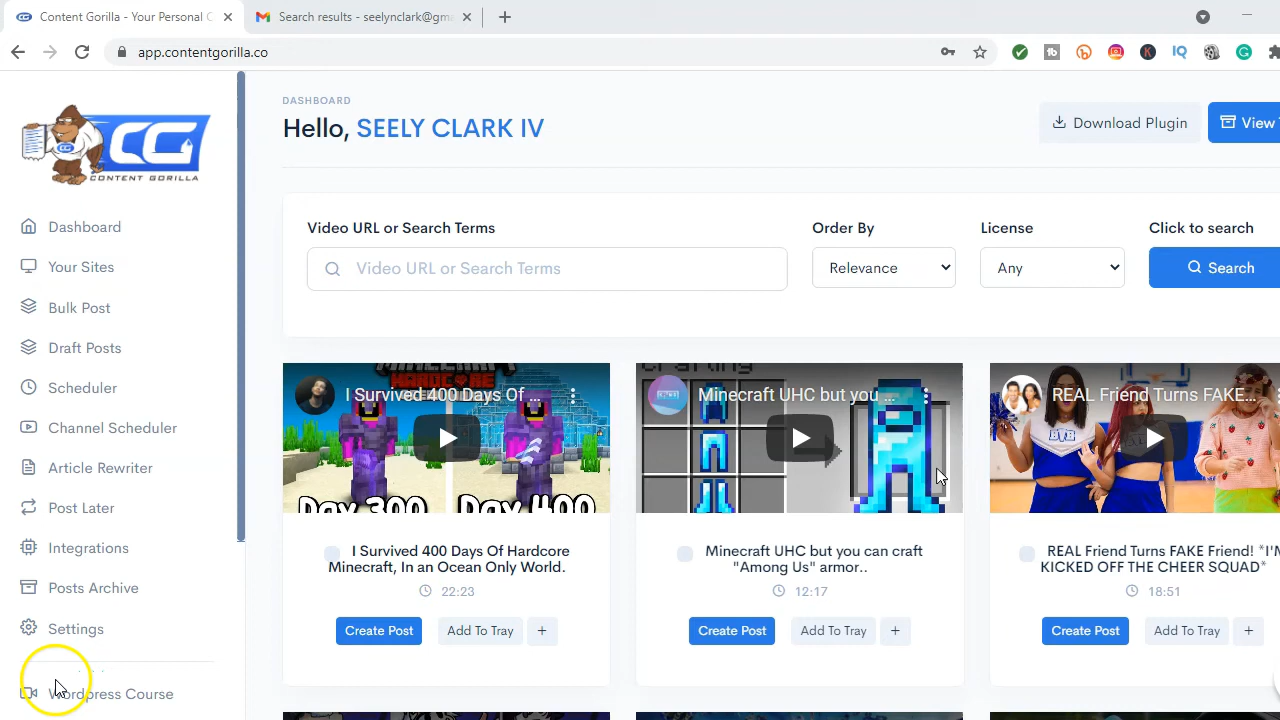 Content Gorilla - Your Personal C
Search results - seelynclark@gma
app.contentgorilla.co
CG
CONTENT GORILLA
Dashboard
Your Sites
Bulk Post
Draft Posts
Scheduler
Channel Scheduler
Article Rewriter
Post Later
Integrations
Posts Archive
Settings
Wordpress Course
DASHBOARD
Hello, SEELY CLARK IV
Download Plugin
View
Video URL or Search Terms
Order By
License
Click to search
Video URL or Search Terms
Relevance
Any
Search
HARDCORE
I Survived 400 Days Of ...
Day 300
Day 400
I Survived 400 Days Of Hardcore
Minecraft, In an Ocean Only World.
22:23
Create Post
Add To Tray
+
Crafting
Minecraft UHC but you ...
Minecraft UHC but you can craft
"Among Us" armor..
12:17
Create Post
Add To Tray
+
REAL Friend Turns FAKE...
REAL Friend Turns FAKE Friend! *I'M
KICKED OFF THE CHEER SQUAD*
18:51
Create Post
Add To Tray
+